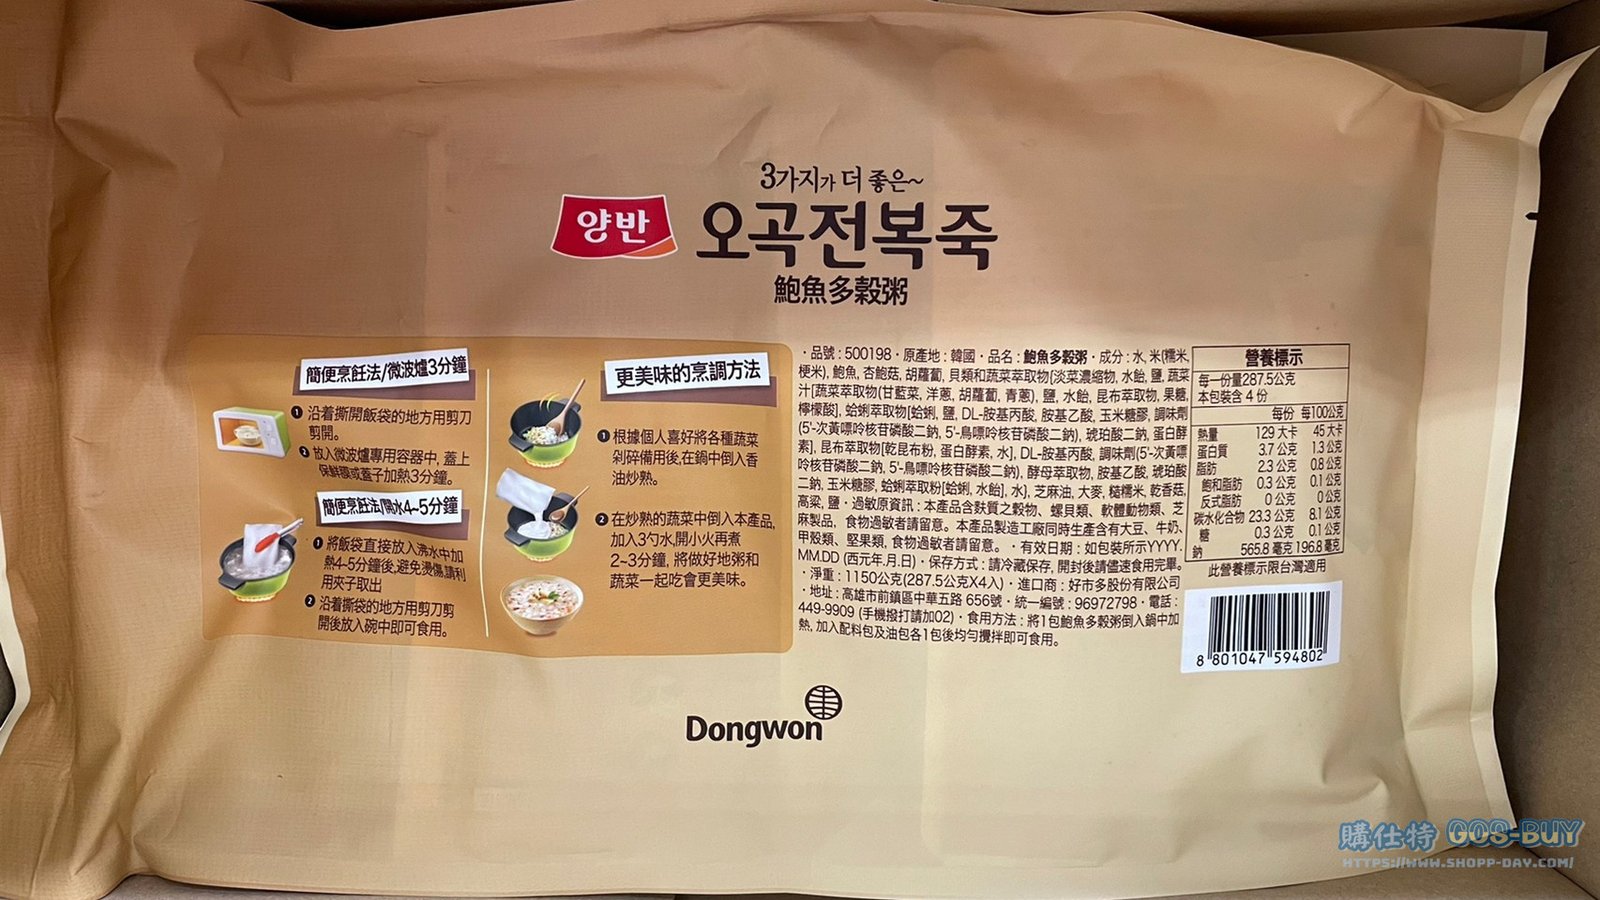 3가지가 더 좋은~
양반
오곡전복죽
鮑魚多穀粥
簡便烹飪法/微波爐3分鐘
❶ 沿着撕開飯袋的地方用剪刀
剪開。
❷ 放入微波爐專用容器中, 蓋上
保鮮膜或蓋子加熱3分鐘。
簡便烹飪法/開水4~5分鐘
❶ 將飯袋直接放入沸水中加
熱4~5分鐘後,避免燙傷,請利
用夾子取出
❷ 沿着撕袋的地方用剪刀剪
開後放入碗中即可食用。
更美味的烹調方法
❶ 根據個人喜好將各種蔬菜
剁碎備用後,在鍋中倒入香
油炒熟。
❷ 在炒熟的蔬菜中倒入本產品,
加入3勺水,開小火再煮
2~3分鐘, 將做好地粥和
蔬菜一起吃會更美味。
·品號 : 500198 · 原產地 : 韓國 · 品名 : 鮑魚多穀粥 · 成分 : 水, 米(糯米,
粳米), 鮑魚, 杏鮑菇, 胡蘿蔔, 貝類和蔬菜萃取物[淡菜濃縮物, 水飴, 鹽, 蔬菜
汁[蔬菜萃取物(甘藍菜, 洋蔥, 胡蘿蔔, 青蔥), 鹽, 水飴, 昆布萃取物, 果糖,
檸檬酸], 蛤蜊萃取物[蛤蜊, 鹽, DL-胺基丙酸, 胺基乙酸, 玉米糖膠, 調味劑
(5'-次黃嘌呤核苷磷酸二鈉, 5'-鳥嘌呤核苷磷酸二鈉), 琥珀酸二鈉, 蛋白酵
素], 昆布萃取物[乾昆布粉, 蛋白酵素, 水], DL-胺基丙酸, 調味劑(5'-次黃嘌
呤核苷磷酸二鈉, 5'-鳥嘌呤核苷磷酸二鈉), 酵母萃取物, 胺基乙酸, 琥珀酸
二鈉, 玉米糖膠, 蛤蜊萃取粉[蛤蜊, 水飴], 水], 芝麻油, 大麥, 糙糯米, 乾香菇,
高粱, 鹽 · 過敏原資訊 : 本產品含麩質之穀物、螺貝類、軟體動物類、芝
麻製品, 食物過敏者請留意。本產品製造工廠同時生產含有大豆、牛奶、
甲殼類、堅果類, 食物過敏者請留意。 · 有效日期 : 如包裝所示YYYY.
MM.DD (西元年.月.日) · 保存方式 : 請冷藏保存, 開封後請儘速食用完畢。
· 淨重 : 1150公克(287.5公克X4入) · 進口商 : 好市多股份有限公司
· 地址 : 高雄市前鎮區中華五路 656號 · 統一編號 : 96972798 · 電話 :
449-9909 (手機撥打請加02) · 食用方法 : 將1包鮑魚多穀粥倒入鍋中加
熱, 加入配料包及油包各1包後均勻攪拌即可食用。
營養標示
每一份量287.5公克
本包裝含 4 份
每份 每100公克
熱量 129 大卡 45 大卡
蛋白質 3.7 公克 1.3 公克
脂肪 2.3 公克 0.8 公克
飽和脂肪 0.3 公克 0.1 公克
反式脂肪 0 公克 0 公克
碳水化合物 23.3 公克 8.1 公克
糖 0.3 公克 0.1 公克
鈉 565.8 毫克 196.8 毫克
此營養標示限台灣適用
8 801047 594802
Dongwon
購仕特 GOS-BUY
HTTPS://WWW.SHOPP-DAY.COM/